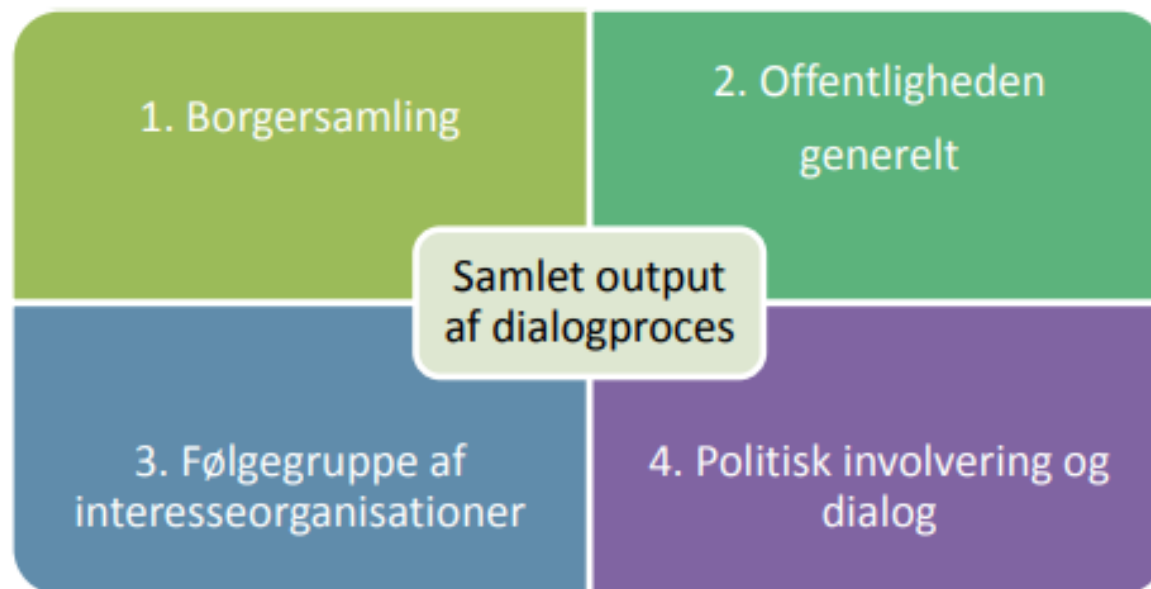 1. Borgersamling
2. Offentligheden
generelt
Samlet output
af dialogproces
3. Følgegruppe af
interesseorganisationer
4. Politisk involvering og
dialog